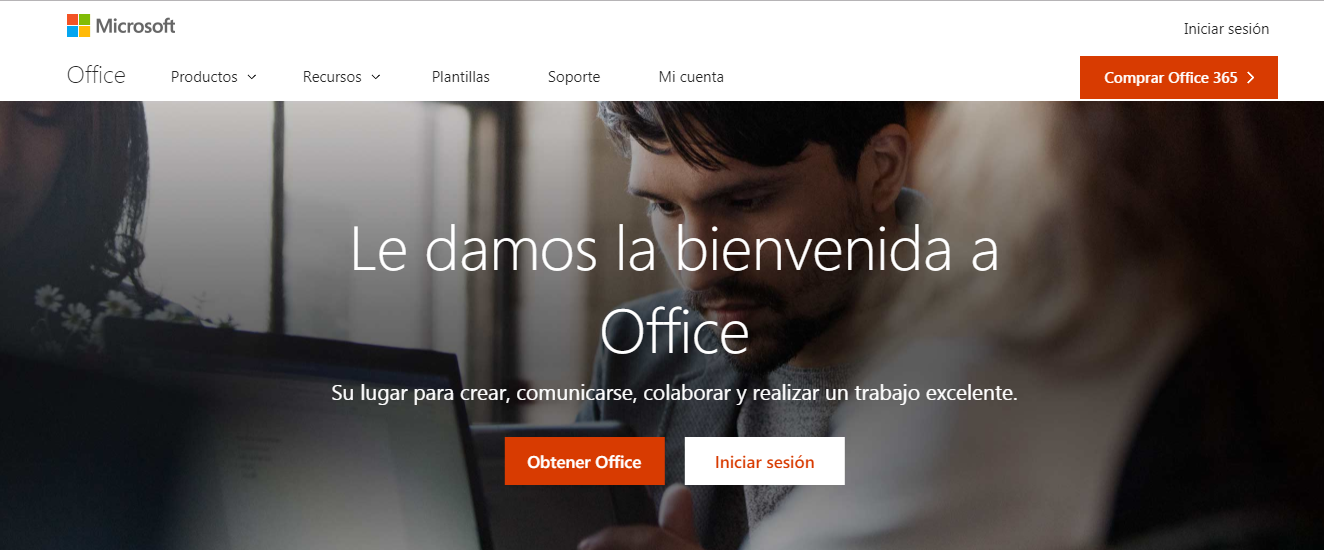 Microsoft
Iniciar sesión
Office
Productos
Recursos
Plantillas
Soporte
Mi cuenta
Comprar Office 365
Le damos la bienvenida a
Office
Su lugar para crear, comunicarse, colaborar y realizar un trabajo excelente.
Obtener Office
Iniciar sesión